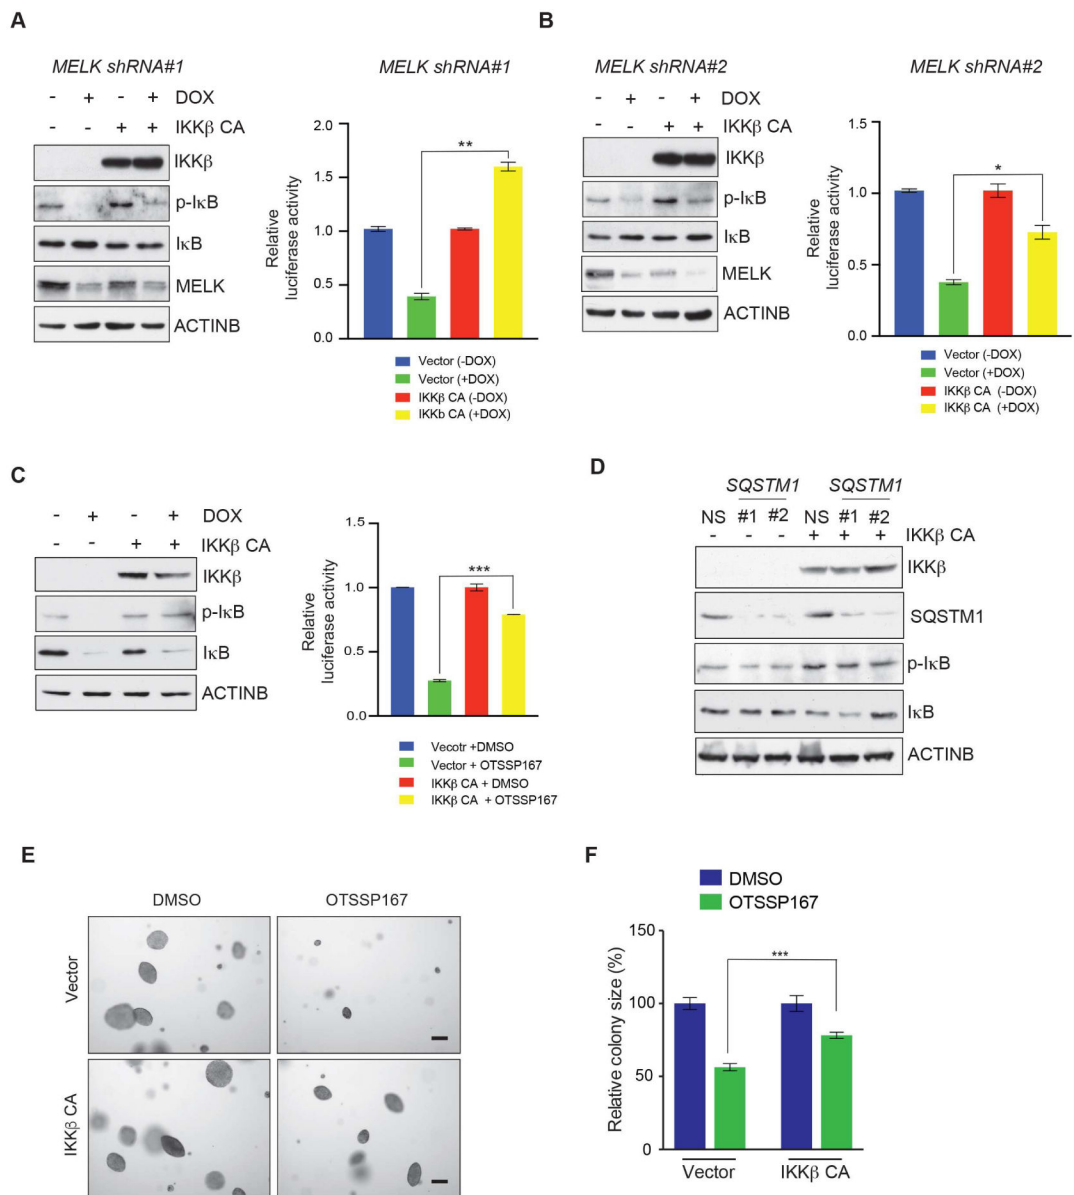 A
MELK shRNA#1
- + - + DOX
- - + + IKKβ CA
IKKβ
p-IκB
IκB
MELK
ACTINB
MELK shRNA#1
Relative
luciferase activity
2.0
1.5
1.0
0.5
0.0
**
Vector (-DOX)
Vector (+DOX)
IKKβ CA (-DOX)
IKKb CA (+DOX)
B
MELK shRNA#2
- + - + DOX
- - + + IKKβ CA
IKKβ
p-IκB
IκB
MELK
ACTINB
MELK shRNA#2
Relative
luciferase activity
1.5
1.0
0.5
0.0
*
Vector (-DOX)
Vector (+DOX)
IKKβ CA (-DOX)
IKKβ CA (+DOX)
C
- + - + DOX
- - + + IKKβ CA
IKKβ
p-IκB
IκB
ACTINB
Relative
luciferase activity
1.5
1.0
0.5
0.0
***
Vecotr +DMSO
Vector + OTSSP167
IKKβ CA + DMSO
IKKβ CA + OTSSP167
D
SQSTM1 SQSTM1
NS #1 #2 NS #1 #2
- - - + + + IKKβ CA
IKKβ
SQSTM1
p-IκB
IκB
ACTINB
E
DMSO OTSSP167
Vector
IKKβ CA
F
DMSO
OTSSP167
Relative colony size (%)
150
100
50
0
***
Vector IKKβ CA